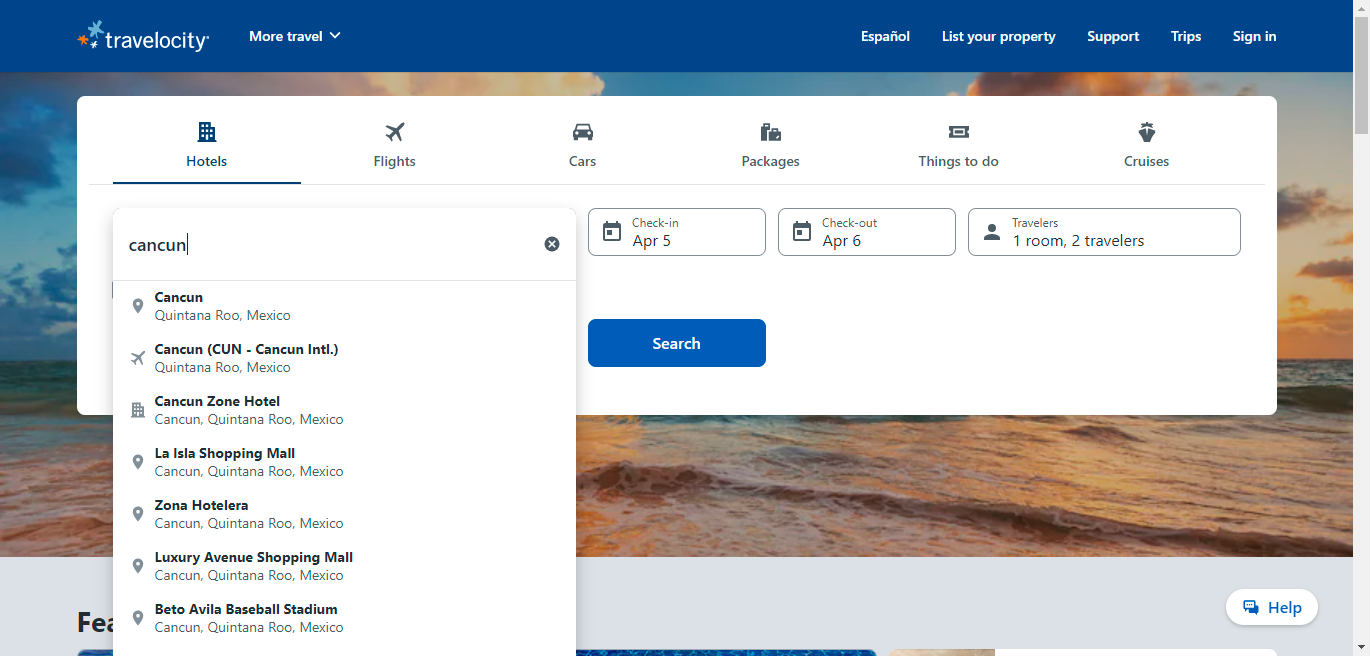 travelocity
More travel
Español
List your property
Support
Trips
Sign in
Hotels
Flights
Cars
Packages
Things to do
Cruises
cancun
Check-in
Apr 5
Check-out
Apr 6
Travelers
1 room, 2 travelers
Cancun
Quintana Roo, Mexico
Cancun (CUN - Cancun Intl.)
Quintana Roo, Mexico
Cancun Zone Hotel
Cancun, Quintana Roo, Mexico
La Isla Shopping Mall
Cancun, Quintana Roo, Mexico
Zona Hotelera
Cancun, Quintana Roo, Mexico
Luxury Avenue Shopping Mall
Cancun, Quintana Roo, Mexico
Beto Avila Baseball Stadium
Cancun, Quintana Roo, Mexico
Search
Help